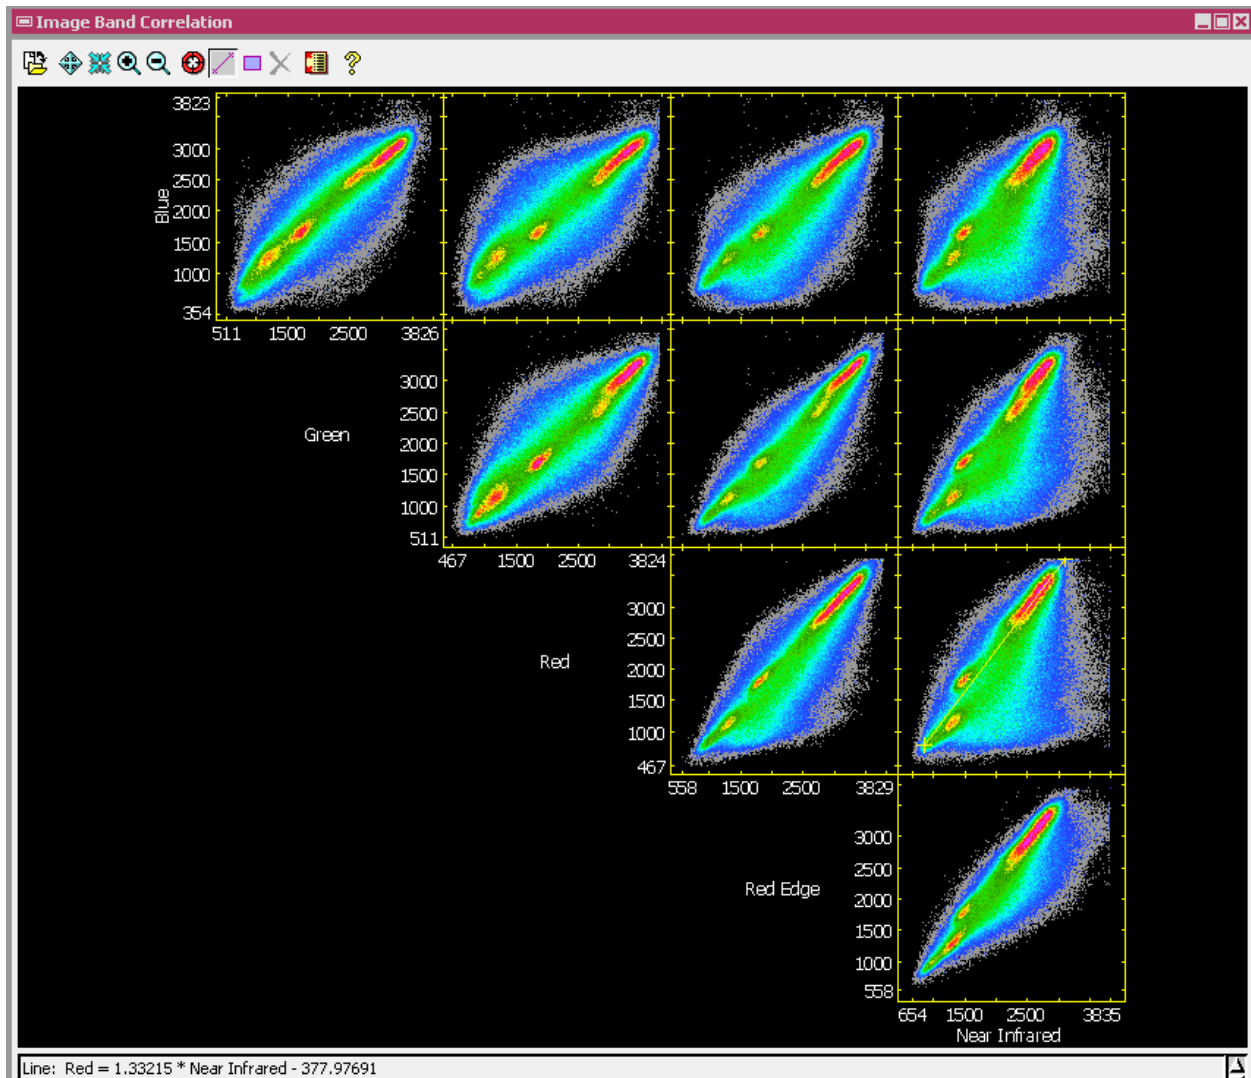 Image Band Correlation
3823
3000
2500
2000
1500
1000
354
Blue
511 1500 2500 3826
3000
2500
2000
1500
1000
511
Green
467 1500 2500 3824
3000
2500
2000
1500
1000
467
Red
558 1500 2500 3829
3000
2500
2000
1500
1000
558
Red Edge
654 1500 2500 3835
Near Infrared
Line: Red = 1.33215 * Near Infrared - 377.97691